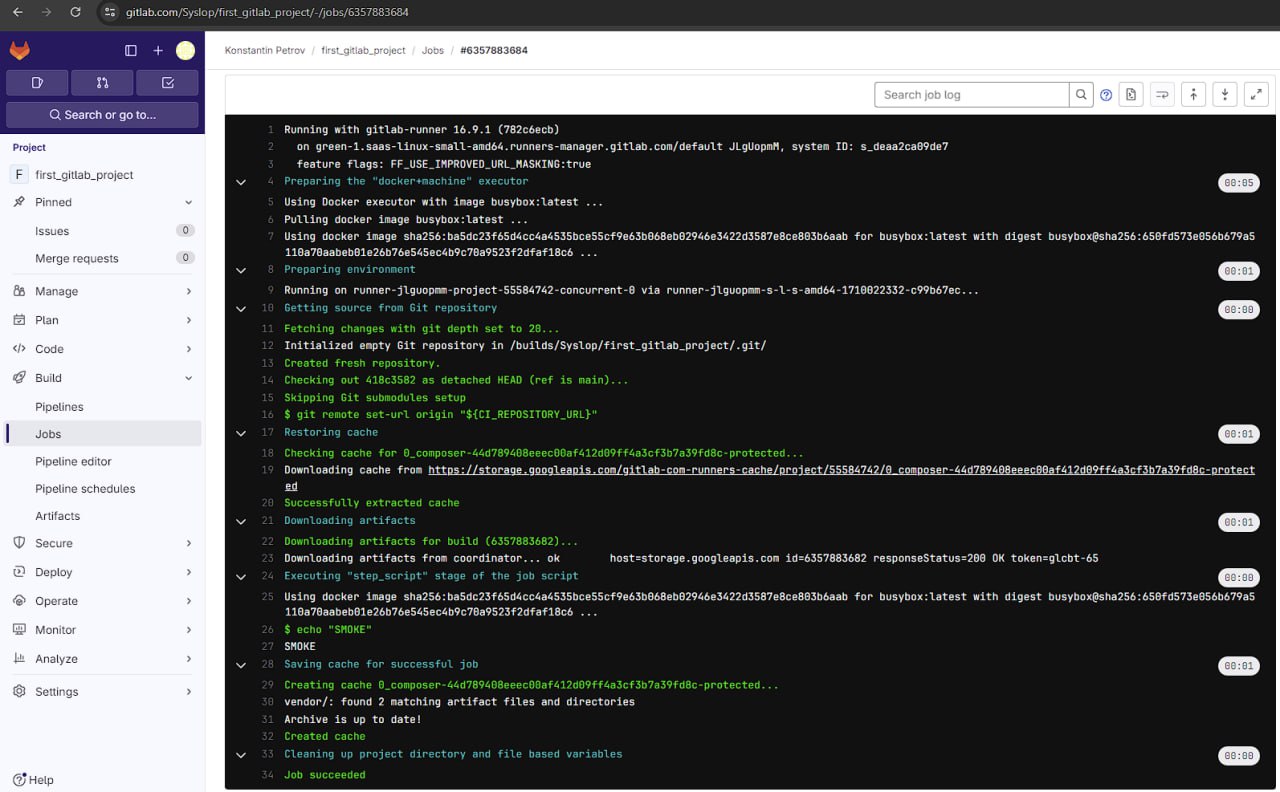 gitlab.com/Syslop/first_gitlab_project/-/jobs/6357883684
Konstantin Petrov / first_gitlab_project / Jobs / #6357883684
Search or go to...
Project
F first_gitlab_project
Pinned
Issues 0
Merge requests 0
Manage
Plan
Code
Build
Pipelines
Jobs
Pipeline editor
Pipeline schedules
Artifacts
Secure
Deploy
Operate
Monitor
Analyze
Settings
Help
Search job log
1 Running with gitlab-runner 16.9.1 (782c6ecb)
2 on green-1.saas-linux-small-amd64.runners-manager.gitlab.com/default JLgUopmM, system ID: s_deaa2ca09de7
3 feature flags: FF_USE_IMPROVED_URL_MASKING:true
4 Preparing the "docker+machine" executor 00:05
5 Using Docker executor with image busybox:latest ...
6 Pulling docker image busybox:latest ...
7 Using docker image sha256:ba5dc23f65d4cc4a4535bce55cf9e63b068eb02946e3422d3587e8ce803b6aab for busybox:latest with digest busybox@sha256:650fd573e056b679a5
110a70aabeb01e26b76e545ec4b9c70a9523f2dfaf18c6 ...
8 Preparing environment 00:01
9 Running on runner-jlguopmm-project-55584742-concurrent-0 via runner-jlguopmm-s-l-s-amd64-1710022332-c99b67ec...
10 Getting source from Git repository 00:00
11 Fetching changes with git depth set to 20...
12 Initialized empty Git repository in /builds/Syslop/first_gitlab_project/.git/
13 Created fresh repository.
14 Checking out 418c3582 as detached HEAD (ref is main)...
15 Skipping Git submodules setup
16 $ git remote set-url origin "${CI_REPOSITORY_URL}"
17 Restoring cache 00:01
18 Checking cache for 0_composer-44d789408eeec00af412d09ff4a3cf3b7a39fd8c-protected...
19 Downloading cache from https://storage.googleapis.com/gitlab-com-runners-cache/project/55584742/0_composer-44d789408eeec00af412d09ff4a3cf3b7a39fd8c-protect
ed
20 Successfully extracted cache
21 Downloading artifacts 00:01
22 Downloading artifacts for build (6357883682)...
23 Downloading artifacts from coordinator... ok host=storage.googleapis.com id=6357883682 responseStatus=200 OK token=glcbt-65
24 Executing "step_script" stage of the job script 00:00
25 Using docker image sha256:ba5dc23f65d4cc4a4535bce55cf9e63b068eb02946e3422d3587e8ce803b6aab for busybox:latest with digest busybox@sha256:650fd573e056b679a5
110a70aabeb01e26b76e545ec4b9c70a9523f2dfaf18c6 ...
26 $ echo "SMOKE"
27 SMOKE
28 Saving cache for successful job 00:01
29 Creating cache 0_composer-44d789408eeec00af412d09ff4a3cf3b7a39fd8c-protected...
30 vendor/: found 2 matching artifact files and directories
31 Archive is up to date!
32 Created cache
33 Cleaning up project directory and file based variables 00:00
34 Job succeeded